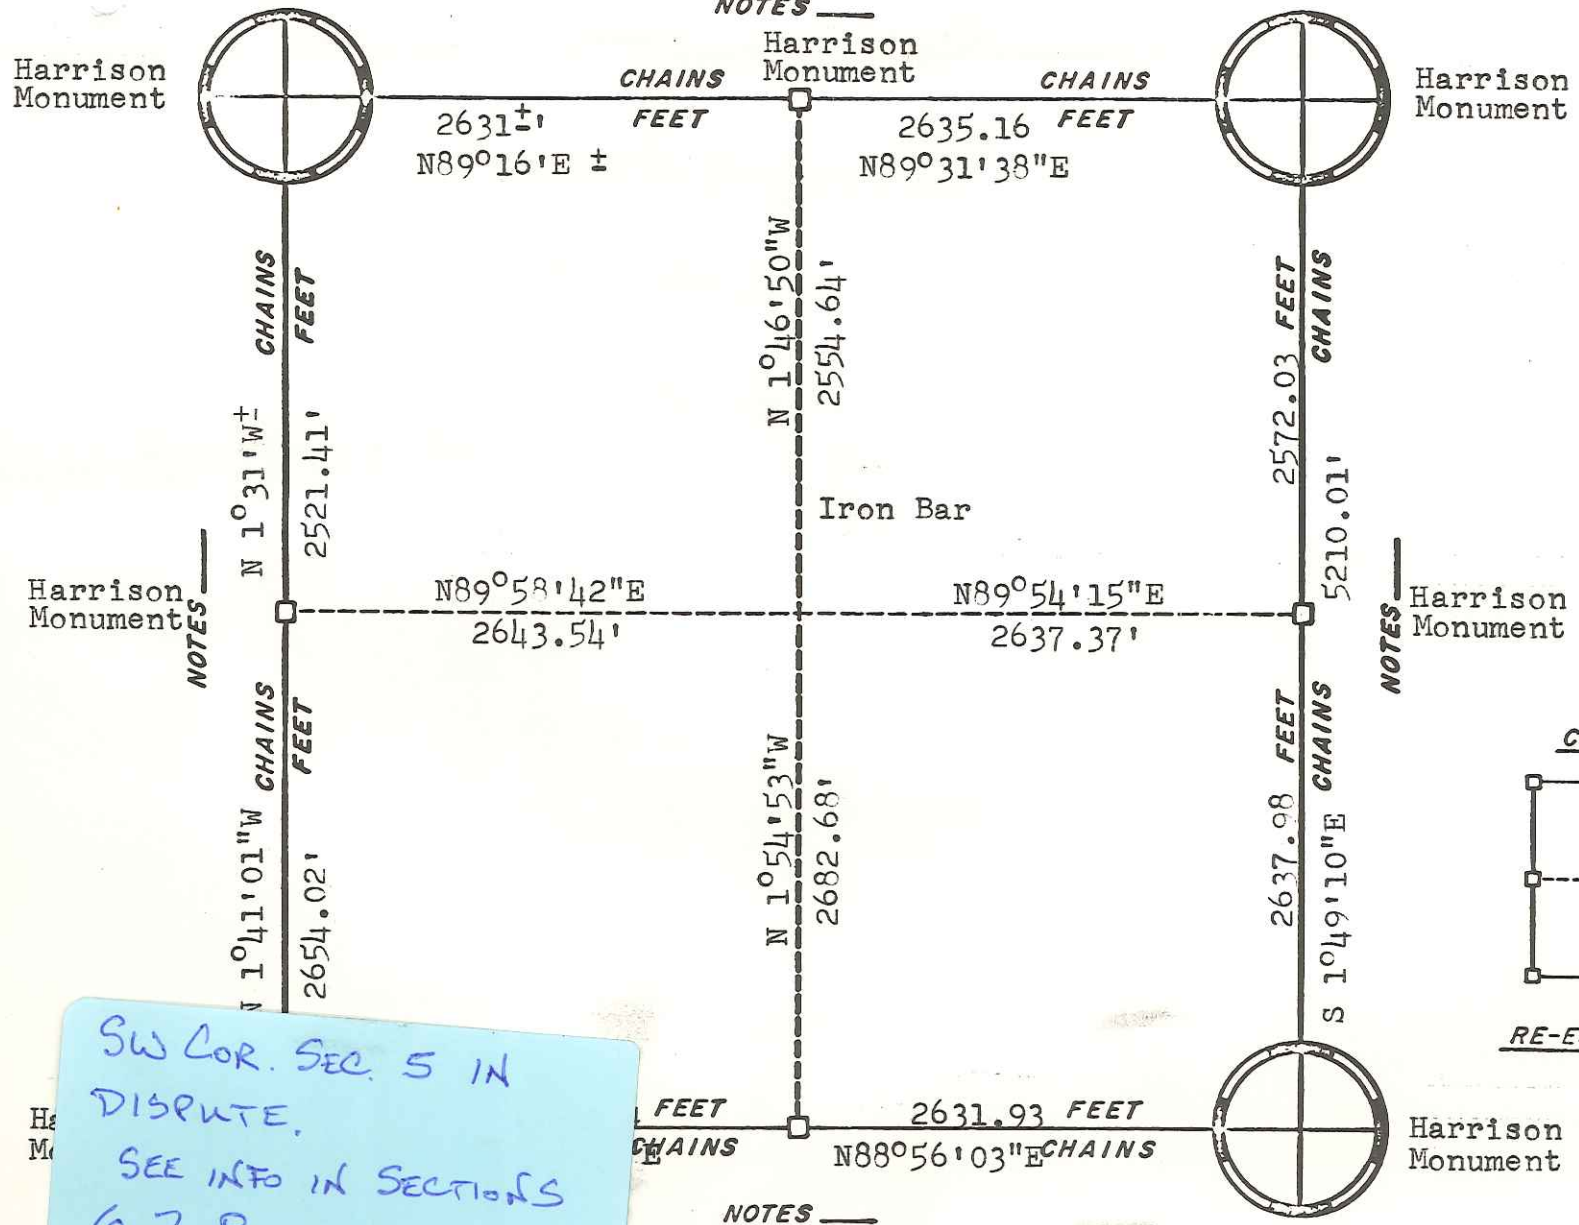 NOTES
Harrison
Monument
Harrison
Monument
Harrison
Monument
CHAINS
FEET
2631±'
N89°16'E ±
CHAINS
FEET
2635.16
N89°31'38"E
CHAINS
FEET
N 1°31'W±
2521.41'
N 1°46'50"W
2554.64'
2572.03 FEET
CHAINS
5210.01'
Iron Bar
Harrison
Monument
NOTES
N89°58'42"E
2643.54'
N89°54'15"E
2637.37'
NOTES
Harrison
Monument
CHAINS
FEET
N 1°41'01"W
2654.02'
N 1°54'53"W
2682.68'
2637.98 FEET
CHAINS
S 1°49'10"E
C
RE-E
SW COR. SEC. 5 IN
DISPUTE.
SEE INFO IN SECTIONS
Ha
Mo
FEET
CHAINS
E
2631.93 FEET
N88°56'03"E CHAINS
Harrison
Monument
NOTES